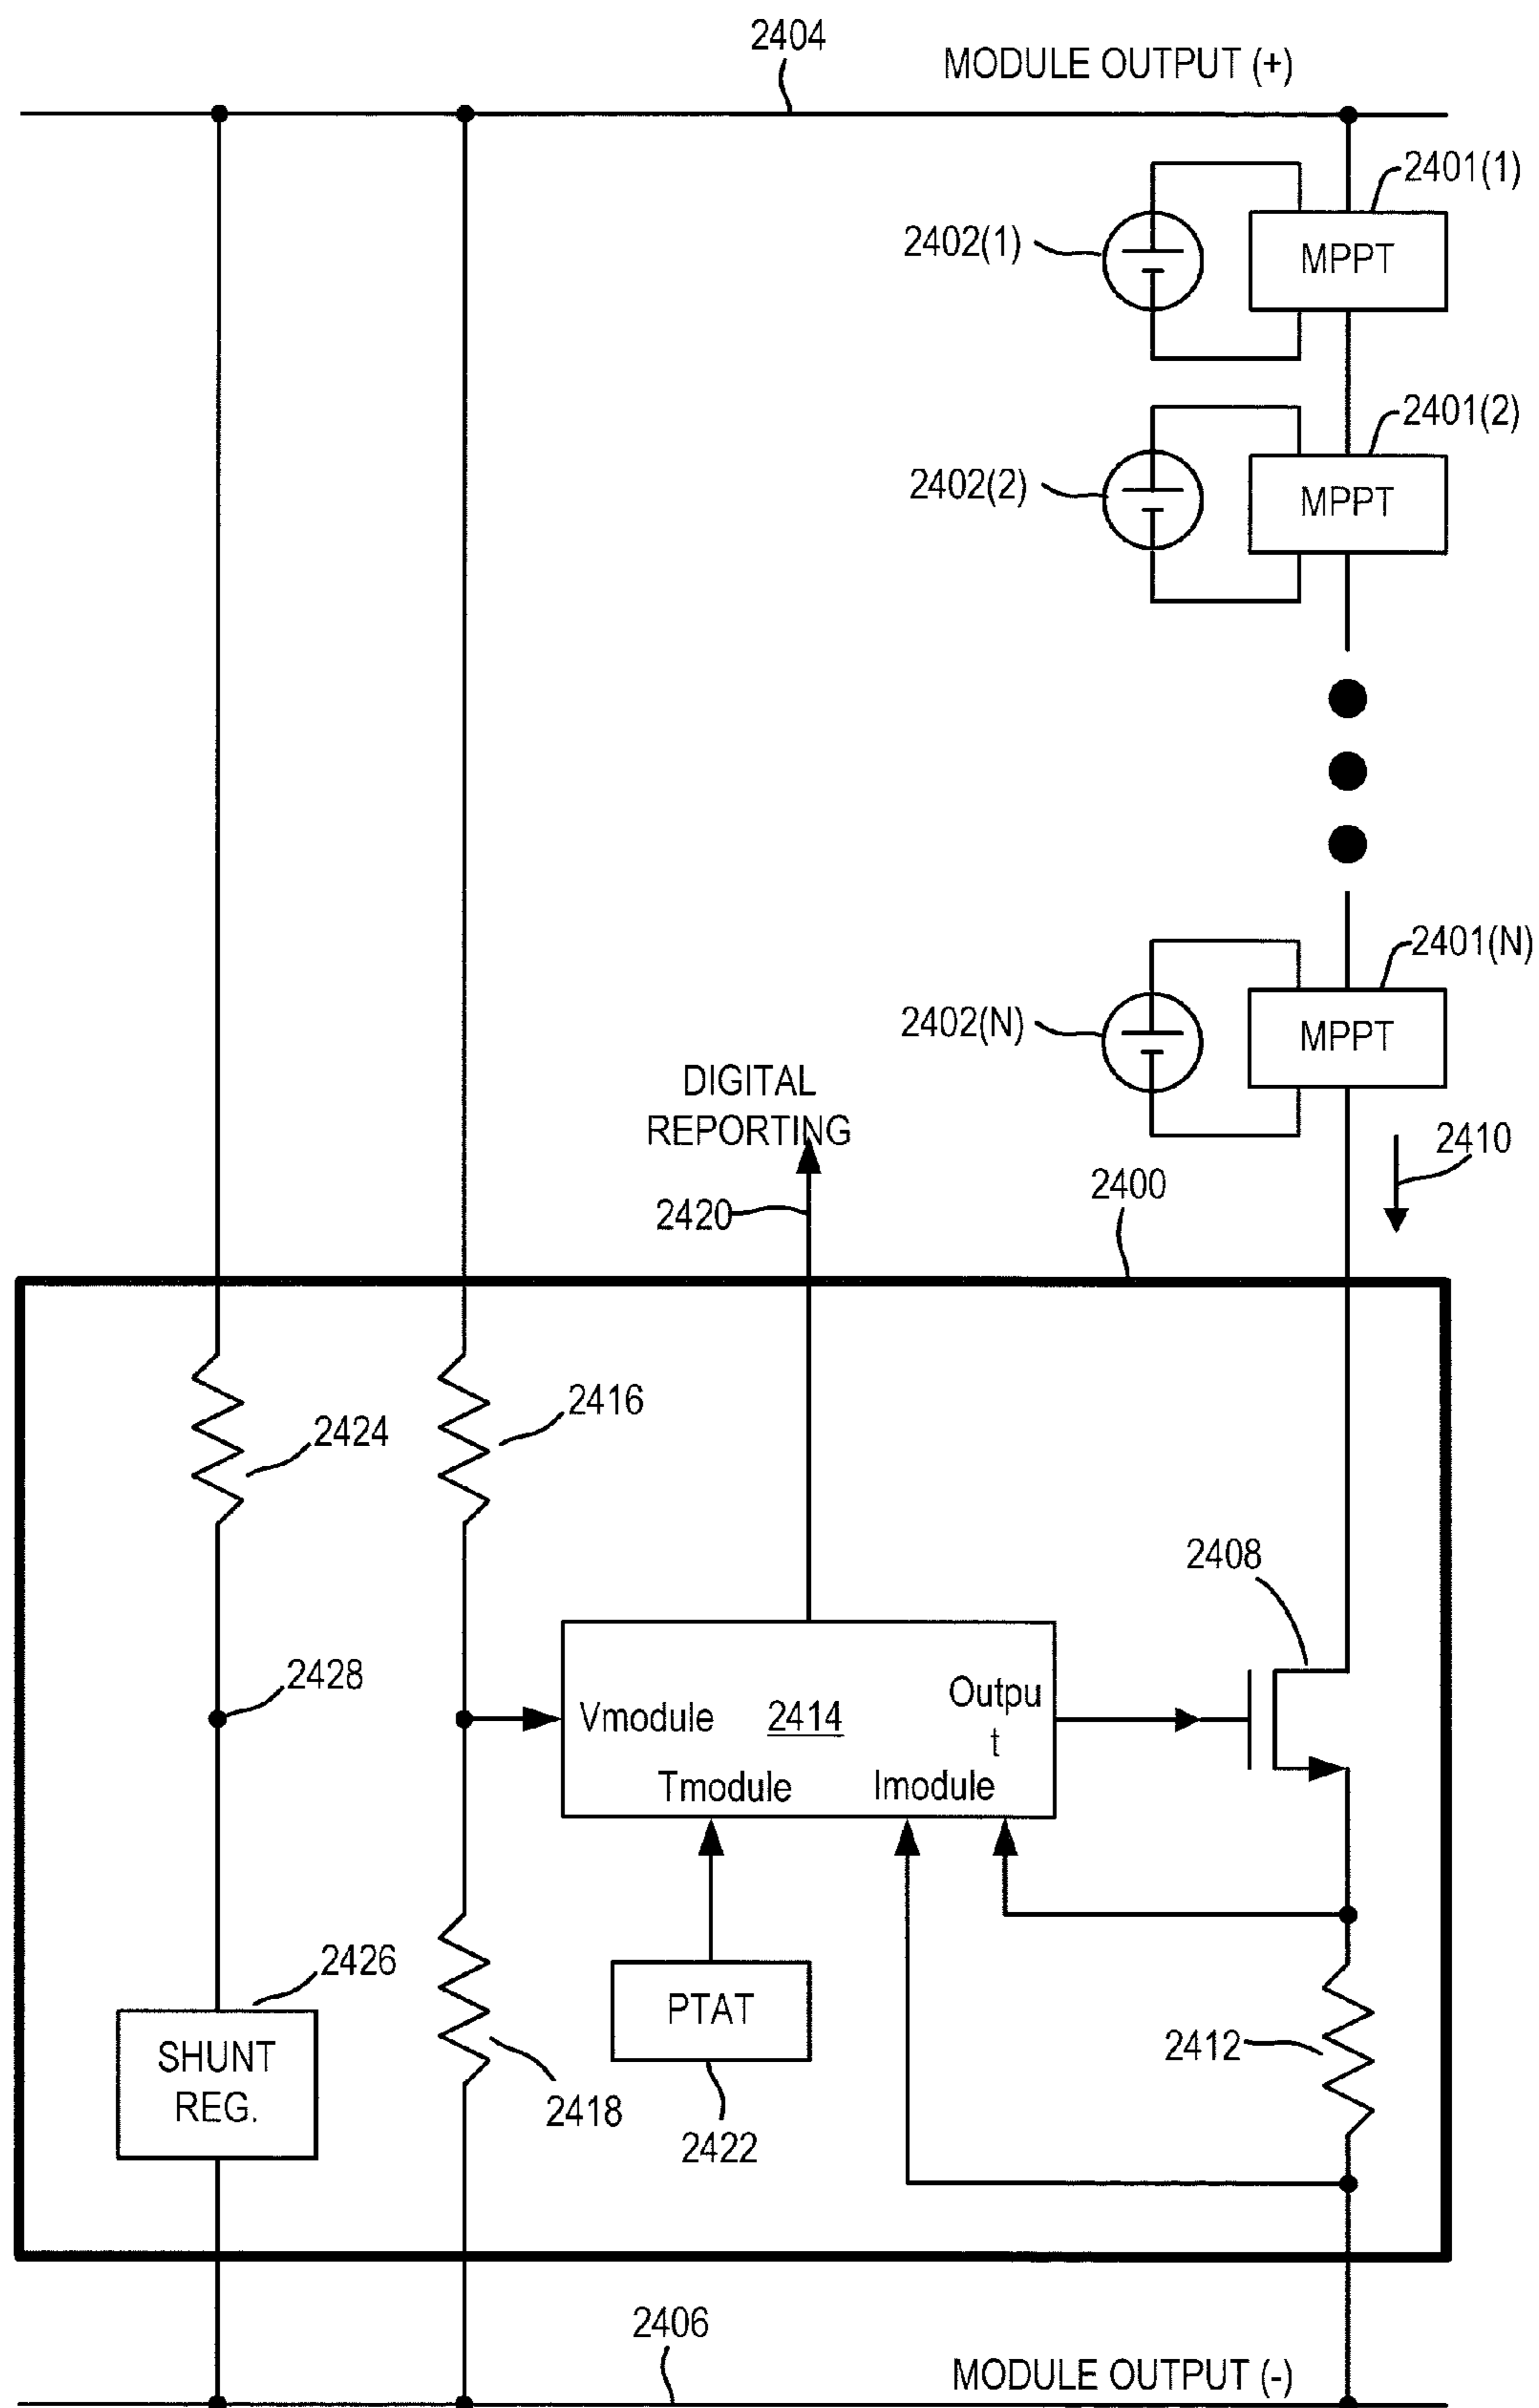 2404
MODULE OUTPUT (+)
2401(1)
2402(1)
MPPT
2401(2)
2402(2)
MPPT
2401(N)
2402(N)
MPPT
DIGITAL
REPORTING
2410
2400
2420
2416
2424
2408
2428
Outpu
t
Vmodule
2414
Tmodule
Imodule
2426
PTAT
SHUNT
REG.
2412
2418
2422
2406
MODULE OUTPUT (-)